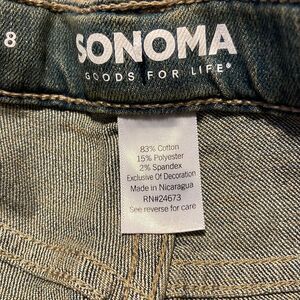 8
SONOMA
GOODS FOR LIFE®
83% Cotton
15% Polyester
2% Spandex
Exclusive Of Decoration
Made in Nicaragua
RN#24673
See reverse for care